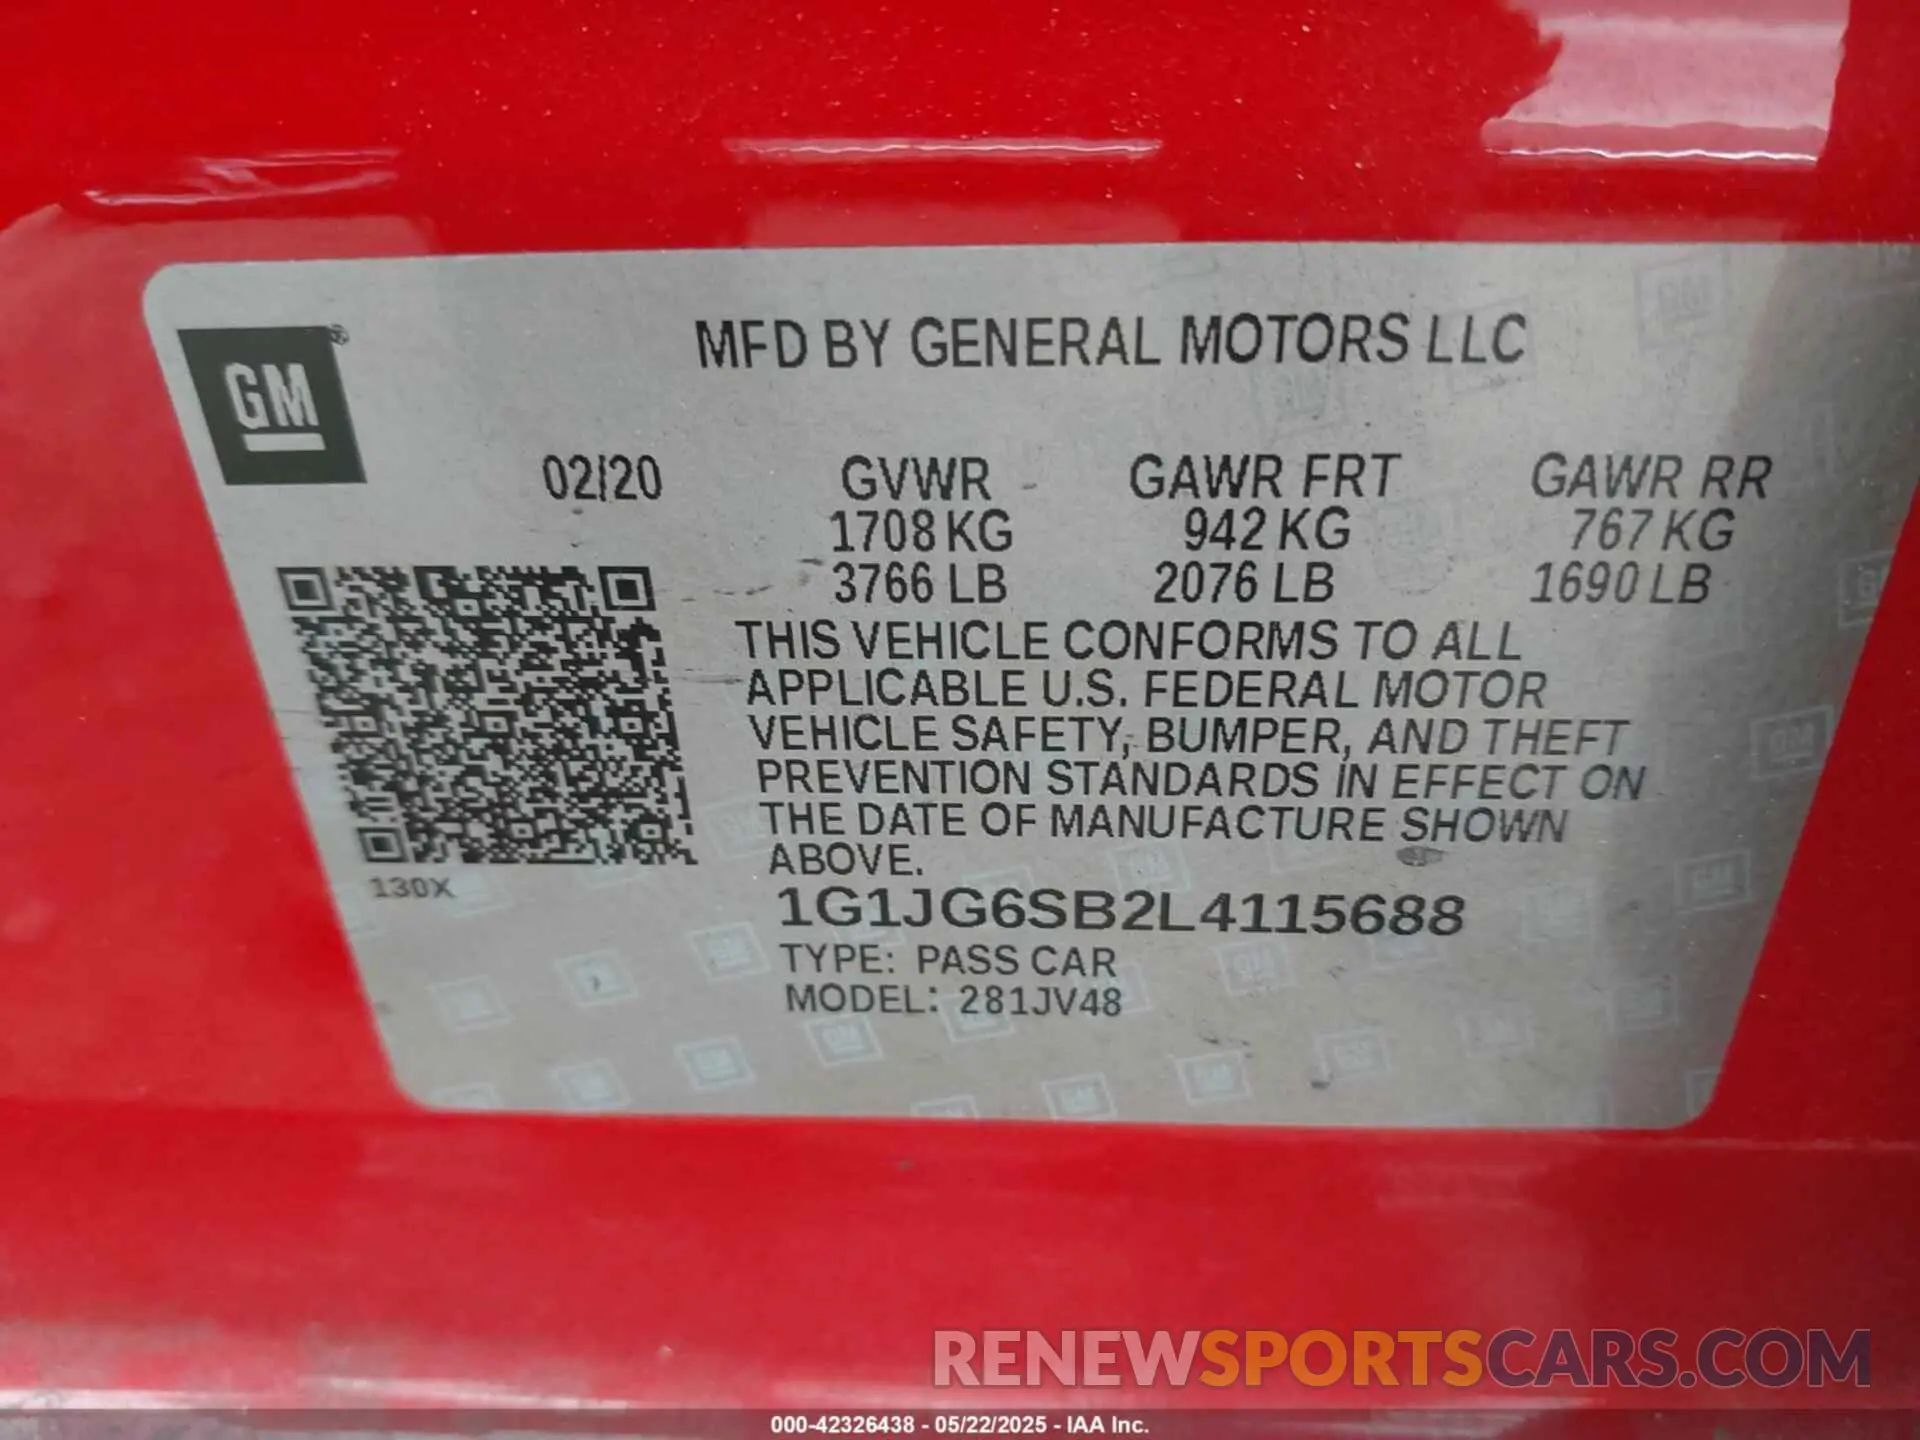 MFD BY GENERAL MOTORS LLC
GM ®
02/20 GVWR GAWR FRT GAWR RR
1708 KG 942 KG 767 KG
3766 LB 2076 LB 1690 LB
THIS VEHICLE CONFORMS TO ALL
APPLICABLE U.S. FEDERAL MOTOR
VEHICLE SAFETY, BUMPER, AND THEFT
PREVENTION STANDARDS IN EFFECT ON
THE DATE OF MANUFACTURE SHOWN
ABOVE.
130X
1G1JG6SB2L4115688
TYPE: PASS CAR
MODEL: 281JV48
RENEWSPORTSCARS.COM
000-42326438 - 05/22/2025 - IAA Inc.